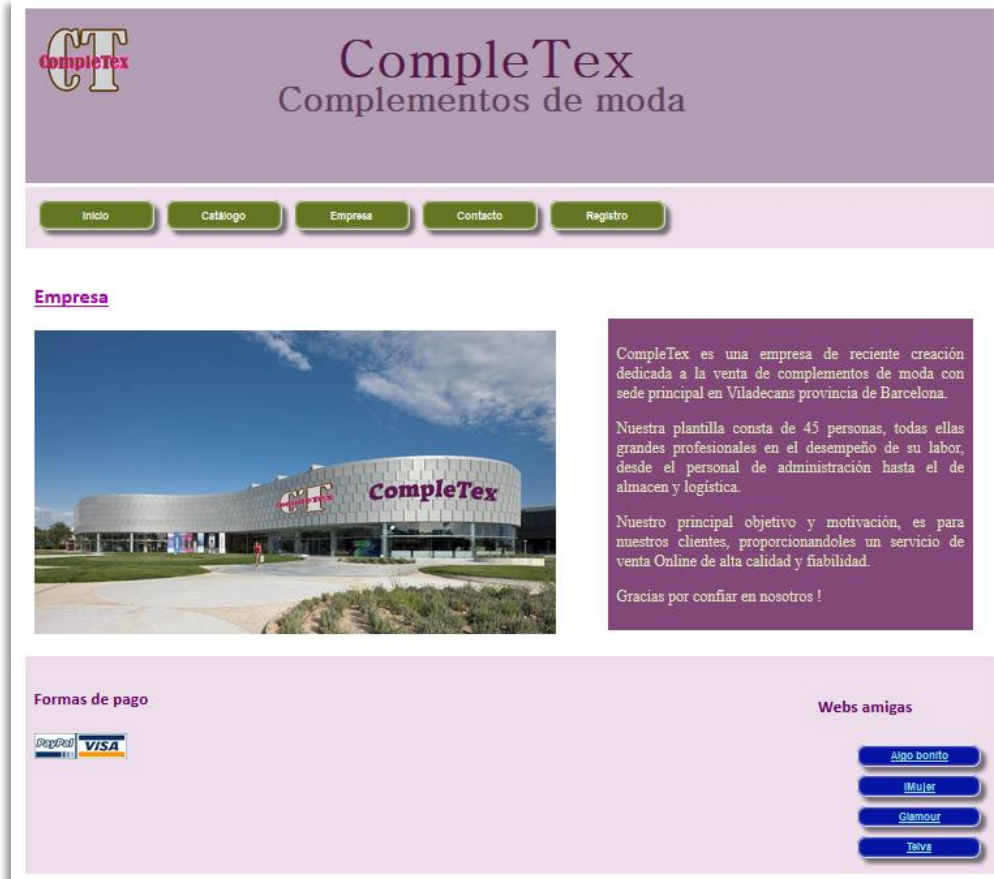 CT
CompleTex
CompleTex
Complementos de moda
Inicio
Catálogo
Empresa
Contacto
Registro
Empresa
CT
CompleTex
CompleTex
CompleTex es una empresa de reciente creación
dedicada a la venta de complementos de moda con
sede principal en Viladecans provincia de Barcelona.
Nuestra plantilla consta de 45 personas, todas ellas
grandes profesionales en el desempeño de su labor,
desde el personal de administración hasta el de
almacen y logística.
Nuestro principal objetivo y motivación, es para
nuestros clientes, proporcionandoles un servicio de
venta Online de alta calidad y fiabilidad.
Gracias por confiar en nosotros !
Formas de pago
PayPal
VISA
Webs amigas
Algo bonito
IMujer
Glamour
Telva